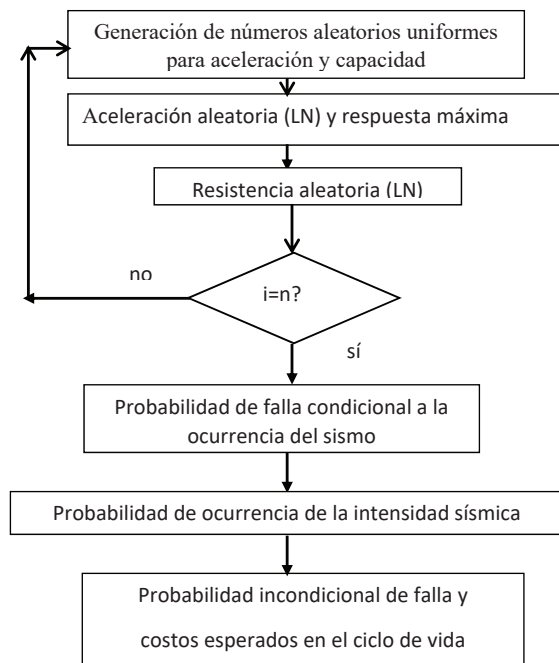 Generación de números aleatorios uniformes
para aceleración y capacidad
Aceleración aleatoria (LN) y respuesta máxima
Resistencia aleatoria (LN)
no
i=n?
sí
Probabilidad de falla condicional a la
ocurrencia del sismo
Probabilidad de ocurrencia de la intensidad sísmica
Probabilidad incondicional de falla y
costos esperados en el ciclo de vida